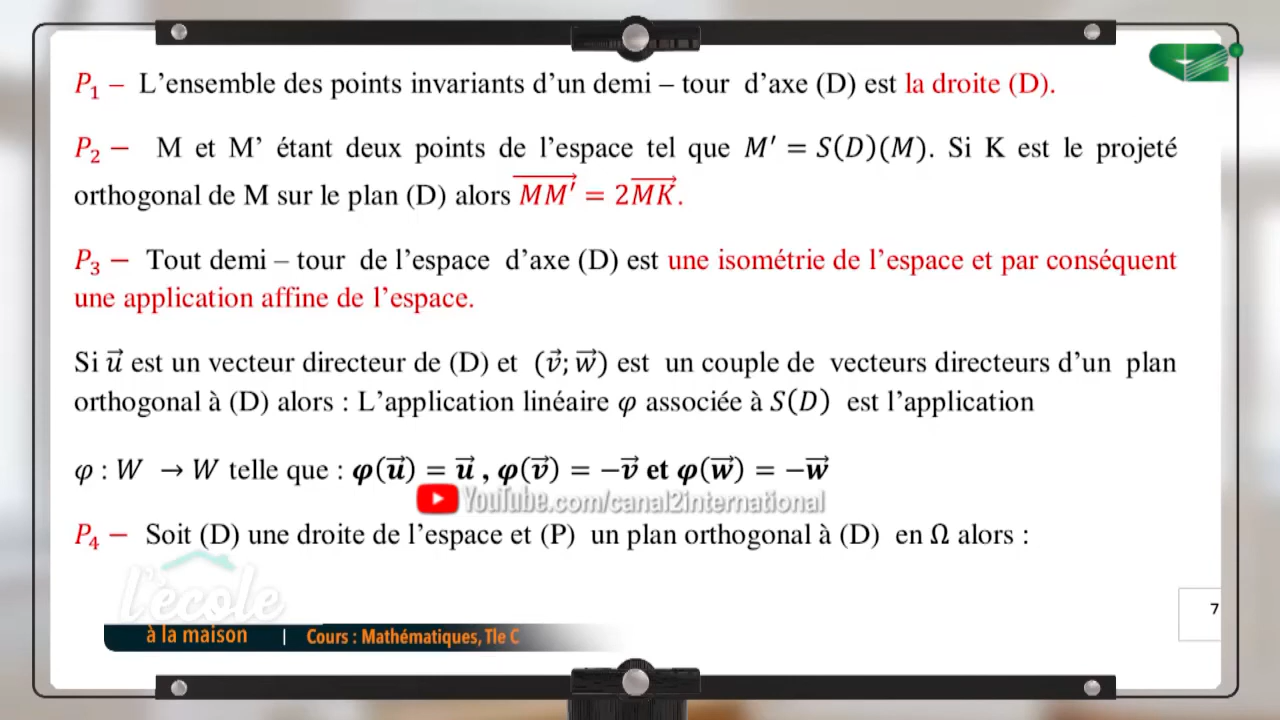 P₁ – L’ensemble des points invariants d’un demi – tour d’axe (D) est la droite (D).
P₂ – M et M’ étant deux points de l’espace tel que M′ = S(D)(M). Si K est le projeté
orthogonal de M sur le plan (D) alors $\overrightarrow{MM'} = 2\overrightarrow{MK}$.
P₃ – Tout demi – tour de l’espace d’axe (D) est une isométrie de l’espace et par conséquent
une application affine de l’espace.
Si $\vec{u}$ est un vecteur directeur de (D) et $(\vec{v}; \vec{w})$ est un couple de vecteurs directeurs d’un plan
orthogonal à (D) alors : L’application linéaire φ associée à S(D) est l’application
φ : W → W telle que : $φ(\vec{u}) = \vec{u}$ , $φ(\vec{v}) = -\vec{v}$ et $φ(\vec{w}) = -\vec{w}$
YouTube.com/canal2international
P₄ – Soit (D) une droite de l’espace et (P) un plan orthogonal à (D) en Ω alors :
l'école
à la maison | Cours : Mathématiques, Tle C
7